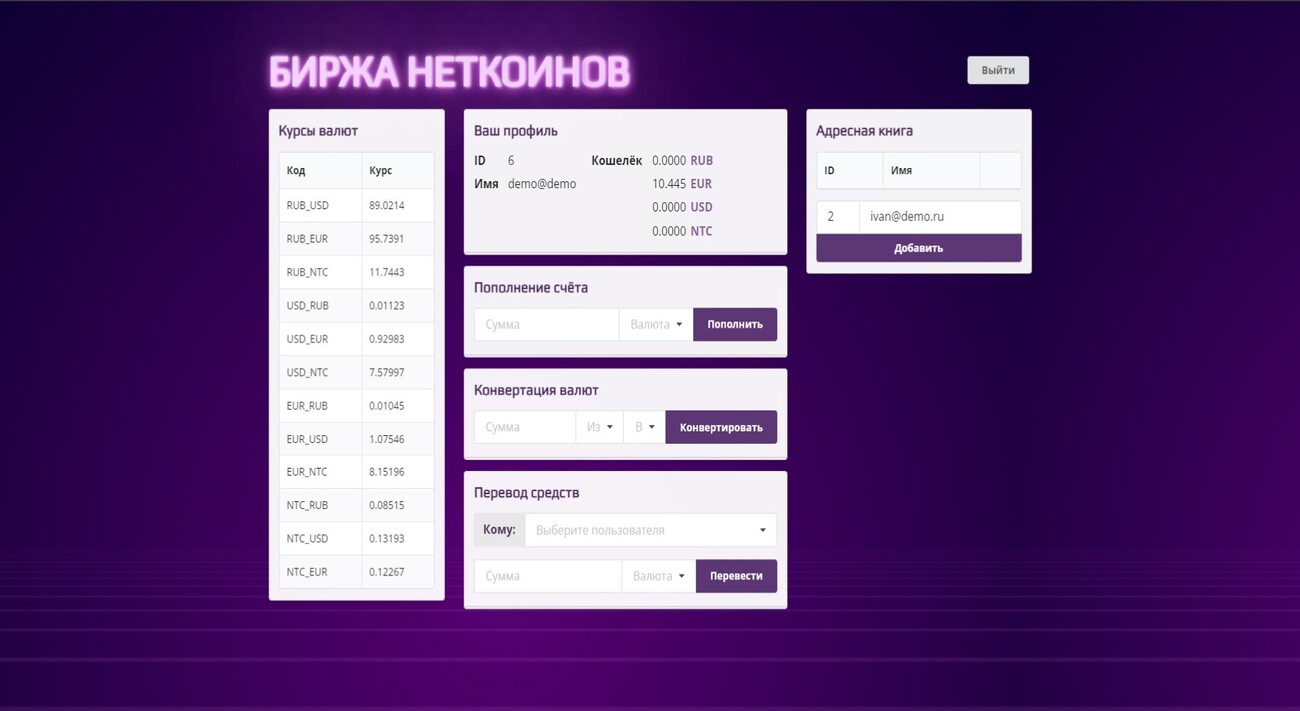 БИРЖА НЕТКОИНОВ
Выйти
Курсы валют
Код Курс
RUB_USD 89.0214
RUB_EUR 95.7391
RUB_NTC 11.7443
USD_RUB 0.01123
USD_EUR 0.92983
USD_NTC 7.57997
EUR_RUB 0.01045
EUR_USD 1.07546
EUR_NTC 8.15196
NTC_RUB 0.08515
NTC_USD 0.13193
NTC_EUR 0.12267
Ваш профиль
ID 6 Кошелёк 0.0000 RUB
Имя demo@demo 10.445 EUR
0.0000 USD
0.0000 NTC
Пополнение счёта
Сумма Валюта Пополнить
Конвертация валют
Сумма Из В Конвертировать
Перевод средств
Кому: Выберите пользователя
Сумма Валюта Перевести
Адресная книга
ID Имя
2 ivan@demo.ru
Добавить